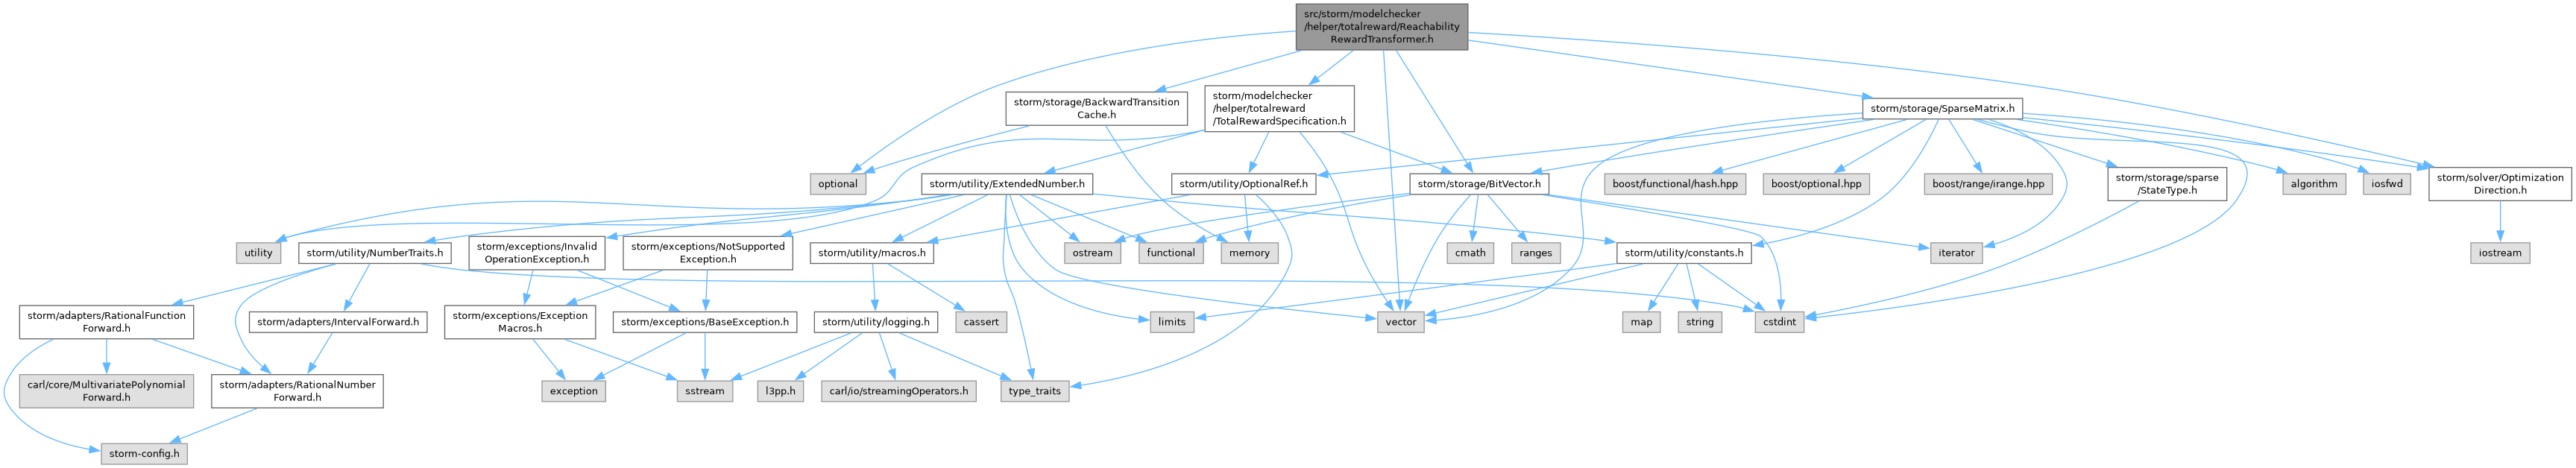 src/storm/modelchecker
/helper/totalreward/Reachability
RewardTransformer.h
storm/storage/BackwardTransition
Cache.h
storm/modelchecker
/helper/totalreward
/TotalRewardSpecification.h
storm/storage/SparseMatrix.h
optional
storm/utility/ExtendedNumber.h
storm/utility/OptionalRef.h
storm/storage/BitVector.h
boost/functional/hash.hpp
boost/optional.hpp
boost/range/irange.hpp
storm/storage/sparse
/StateType.h
algorithm
iosfwd
storm/solver/Optimization
Direction.h
utility
storm/utility/NumberTraits.h
storm/exceptions/Invalid
OperationException.h
storm/exceptions/NotSupported
Exception.h
storm/utility/macros.h
ostream
functional
memory
cmath
ranges
storm/utility/constants.h
iterator
iostream
storm/adapters/RationalFunction
Forward.h
storm/adapters/IntervalForward.h
storm/exceptions/Exception
Macros.h
storm/exceptions/BaseException.h
storm/utility/logging.h
cassert
limits
vector
map
string
cstdint
carl/core/MultivariatePolynomial
Forward.h
storm/adapters/RationalNumber
Forward.h
exception
sstream
l3pp.h
carl/io/streamingOperators.h
type_traits
storm-config.h